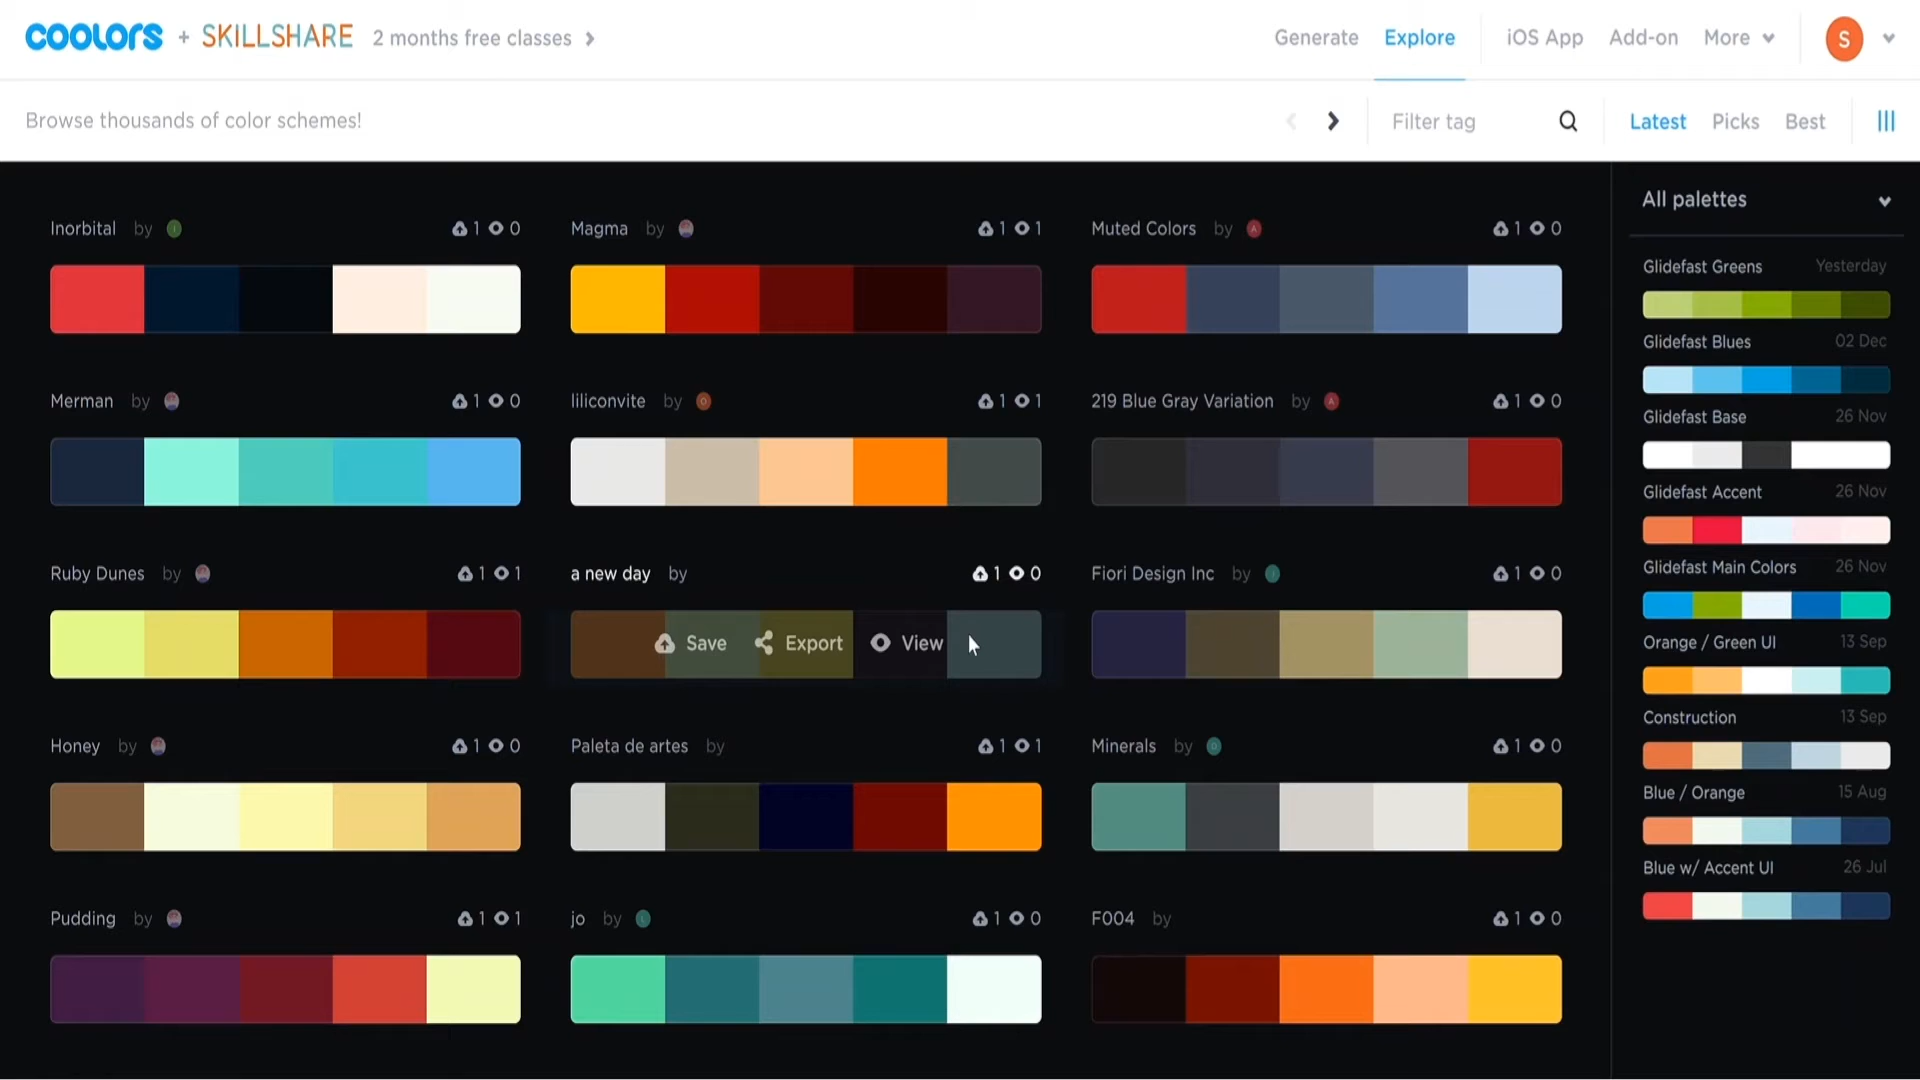 coolors + SKILLSHARE 2 months free classes
Generate Explore iOS App Add-on More S
Browse thousands of color schemes! Filter tag Latest Picks Best
All palettes
Inorbital by 1 0
Magma by 1 1
Muted Colors by A 1 0
Merman by 1 0
liliconvite by 1 1
219 Blue Gray Variation by A 1 0
Ruby Dunes by 1 1
a new day by 1 0
Save Export View
Fiori Design Inc by 1 0
Honey by 1 0
Paleta de artes by 1 1
Minerals by 1 0
Pudding by 1 1
jo by 1 0
F004 by 1 0
Glidefast Greens Yesterday
Glidefast Blues 02 Dec
Glidefast Base 26 Nov
Glidefast Accent 26 Nov
Glidefast Main Colors 26 Nov
Orange / Green UI 13 Sep
Construction 13 Sep
Blue / Orange 15 Aug
Blue w/ Accent UI 26 Jul